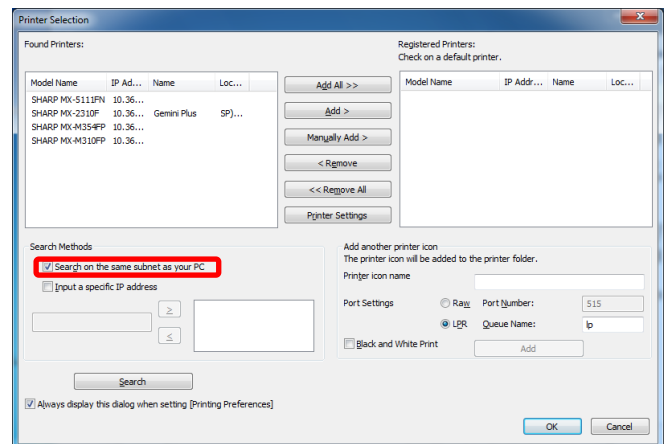 Printer Selection
Found Printers:
Registered Printers:
Check on a default printer.
Model Name IP Ad... Name Loc...
SHARP MX-5111FN 10.36...
SHARP MX-2310F 10.36... Gemini Plus SP)...
SHARP MX-M354FP 10.36...
SHARP MX-M310FP 10.36...
Add All >>
Add >
Manually Add >
< Remove
<< Remove All
Printer Settings
Model Name IP Addr... Name Loc...
Search Methods
Search on the same subnet as your PC
Input a specific IP address
≥
≤
Search
Always display this dialog when setting [Printing Preferences]
Add another printer icon
The printer icon will be added to the printer folder.
Printer icon name
Port Settings Raw Port Number: 515
LPR Queue Name: lp
Black and White Print Add
OK Cancel